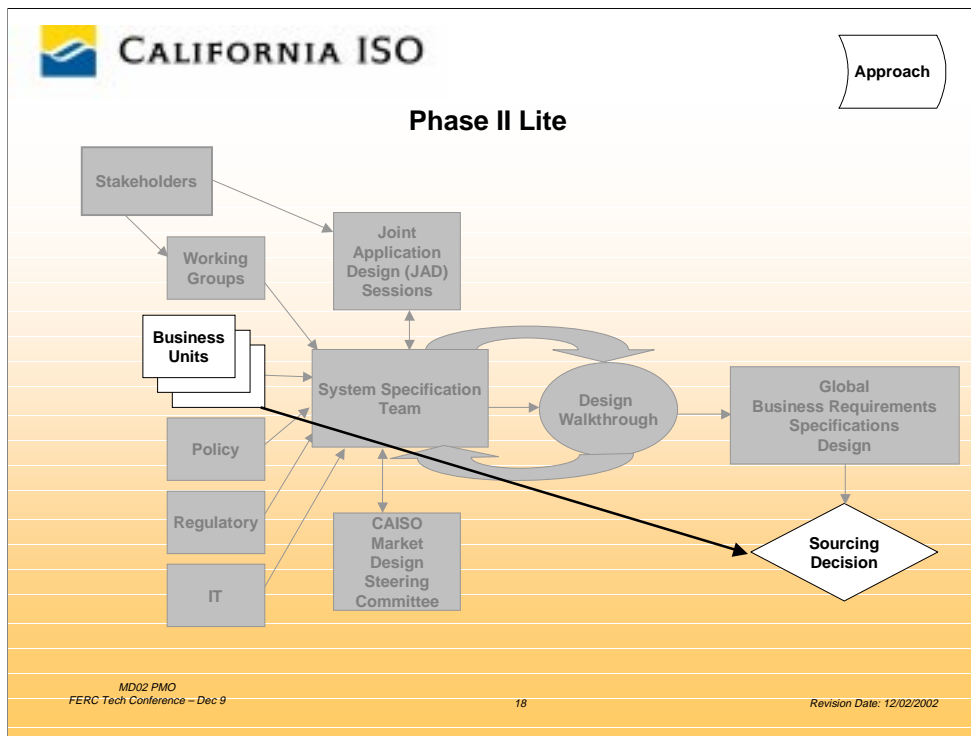 CALIFORNIA ISO
Approach
Phase II Lite
Stakeholders
Joint
Application
Design (JAD)
Sessions
Working
Groups
Business
Units
System Specification
Team
Design
Walkthrough
Global
Business Requirements
Specifications
Design
Policy
Regulatory
IT
CAISO
Market
Design
Steering
Committee
Sourcing
Decision
MD02 PMO
FERC Tech Conference – Dec 9
18
Revision Date: 12/02/2002